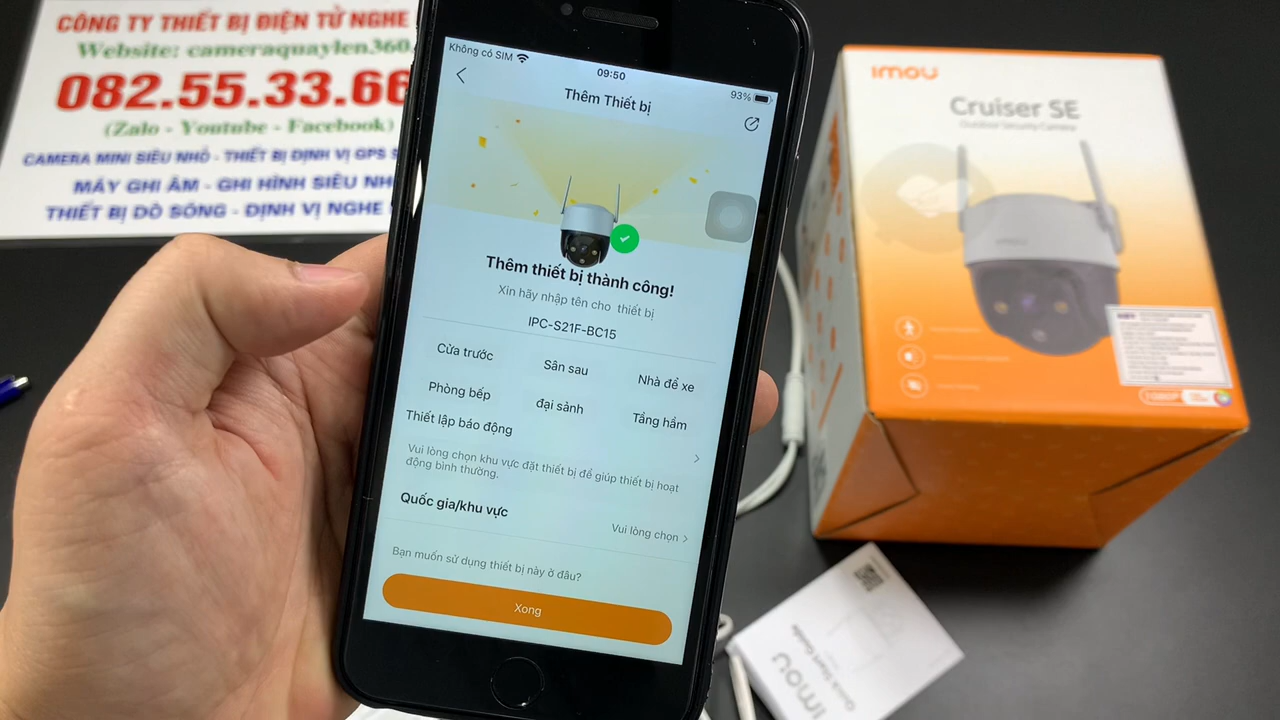 CÔNG TY THIẾT BỊ ĐIỆN TỬ NGHE
Website: cameraquaylen360.
082.55.33.66
(Zalo - Youtube - Facebook)
CAMERA MINI SIÊU NHỎ - THIẾT BỊ ĐỊNH VỊ GPS S
MÁY GHI ÂM - GHI HÌNH SIÊU NH
THIẾT BỊ DÒ SÓNG - ĐỊNH VỊ NGHE
Không có SIM
09:50
93%
Thêm Thiết bị
Thêm thiết bị thành công!
Xin hãy nhập tên cho thiết bị
IPC-S21F-BC15
Cửa trước Sân sau Nhà để xe
Phòng bếp đại sảnh Tầng hầm
Thiết lập báo động
Vui lòng chọn khu vực đặt thiết bị để giúp thiết bị hoạt
động bình thường.
Quốc gia/khu vực Vui lòng chọn
Bạn muốn sử dụng thiết bị này ở đâu?
Xong
imou
Cruiser SE
Outdoor Security Camera
imou
1080P
imou
Quick Start Guide